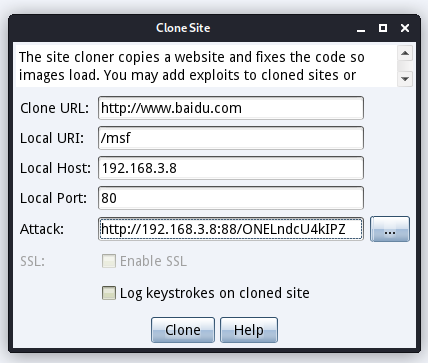 Clone Site
The site cloner copies a website and fixes the code so
images load. You may add exploits to cloned sites or
Clone URL: http://www.baidu.com
Local URI: /msf
Local Host: 192.168.3.8
Local Port: 80
Attack: http://192.168.3.8:88/ONELndcU4kIPZ ...
SSL: Enable SSL
Log keystrokes on cloned site
Clone Help